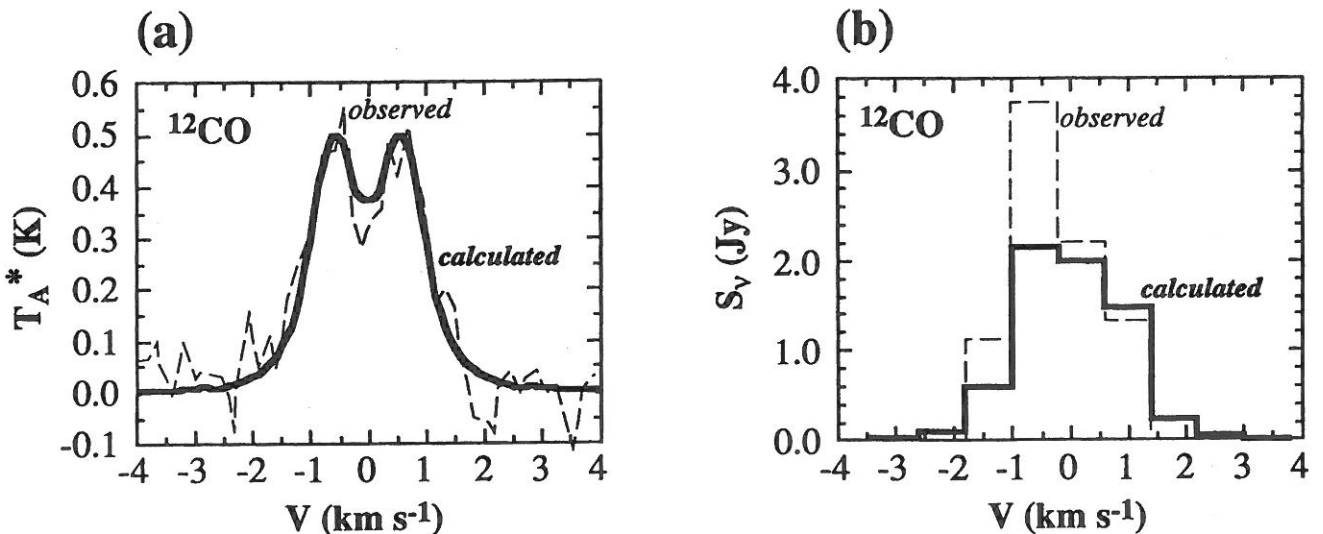 (a)
0.6
0.5
0.4
0.3
0.2
0.1
0.0
-0.1
T_A* (K)
¹²CO
observed
calculated
-4 -3 -2 -1 0 1 2 3 4
V (km s⁻¹)
(b)
4.0
3.0
2.0
1.0
0.0
S_ν (Jy)
¹²CO
observed
calculated
-4 -3 -2 -1 0 1 2 3 4
V (km s⁻¹)